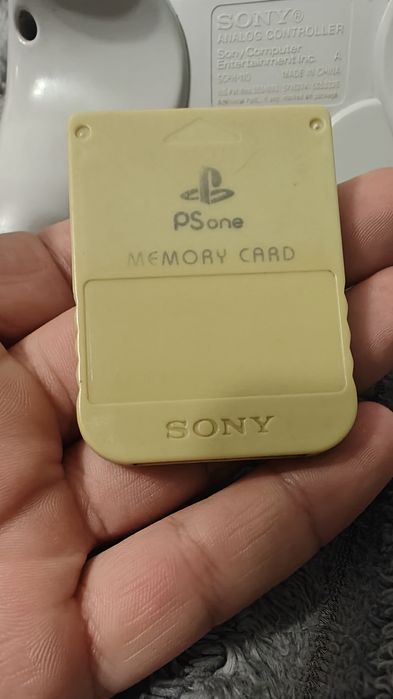 SONY®
ANALOG CONTROLLER
Sony Computer
Entertainment Inc. A
SCPH-110 MADE IN CHINA
PS one
MEMORY CARD
SONY